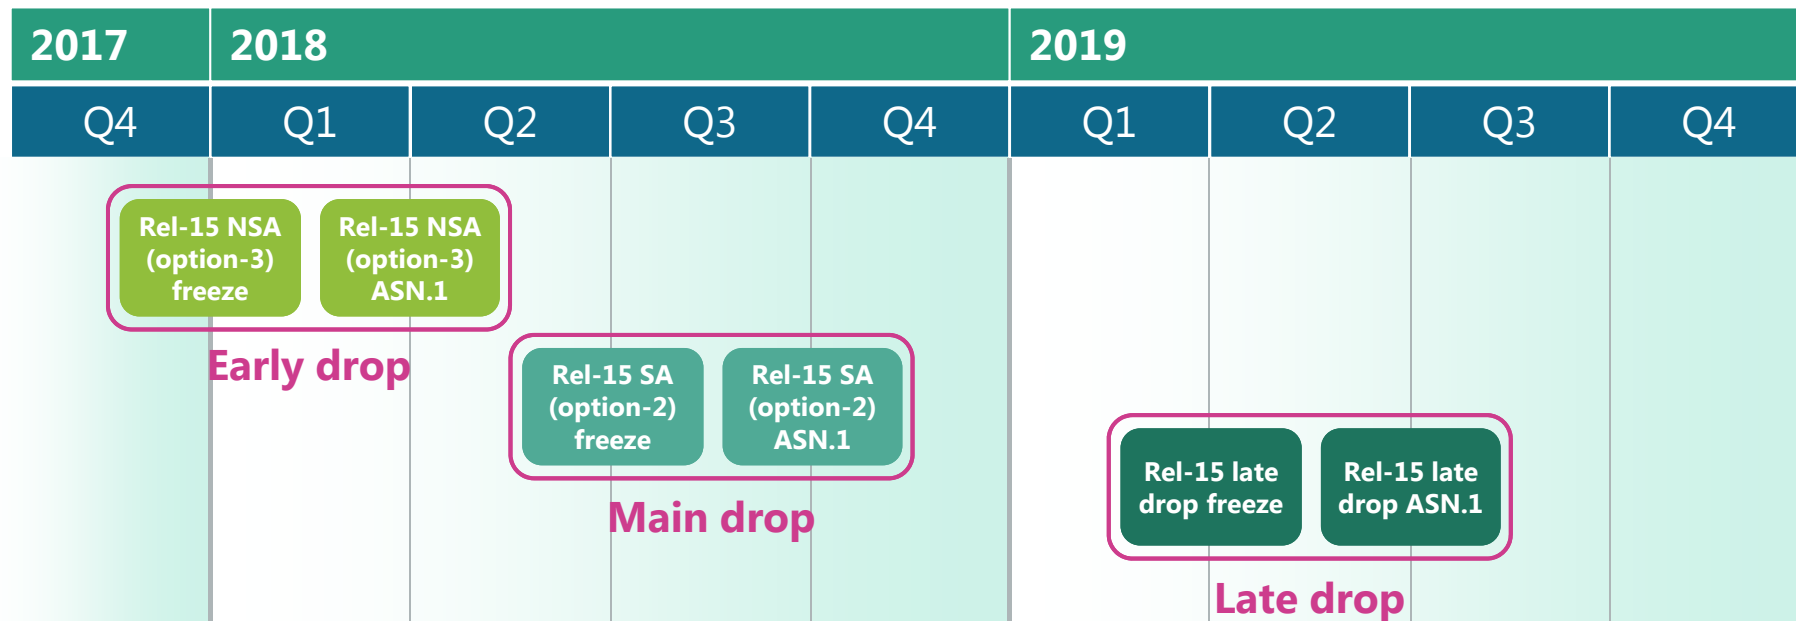 2017 2018 2019
Q4 Q1 Q2 Q3 Q4 Q1 Q2 Q3 Q4
Rel-15 NSA
(option-3)
freeze
Rel-15 NSA
(option-3)
ASN.1
Early drop
Rel-15 SA
(option-2)
freeze
Rel-15 SA
(option-2)
ASN.1
Main drop
Rel-15 late
drop freeze
Rel-15 late
drop ASN.1
Late drop